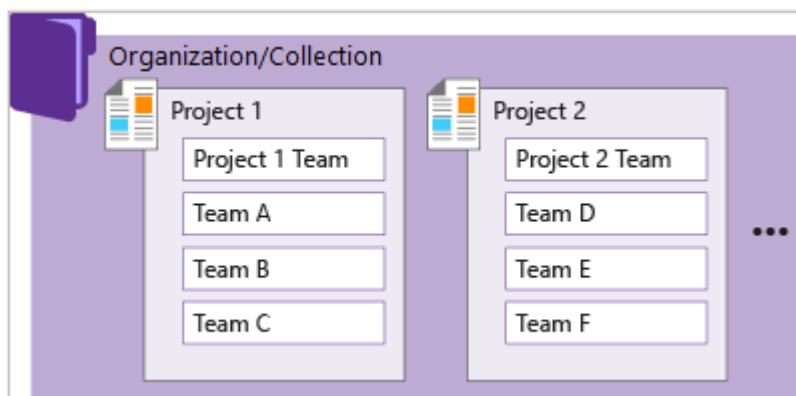 Organization/Collection
Project 1
Project 1 Team
Team A
Team B
Team C
Project 2
Project 2 Team
Team D
Team E
Team F
...